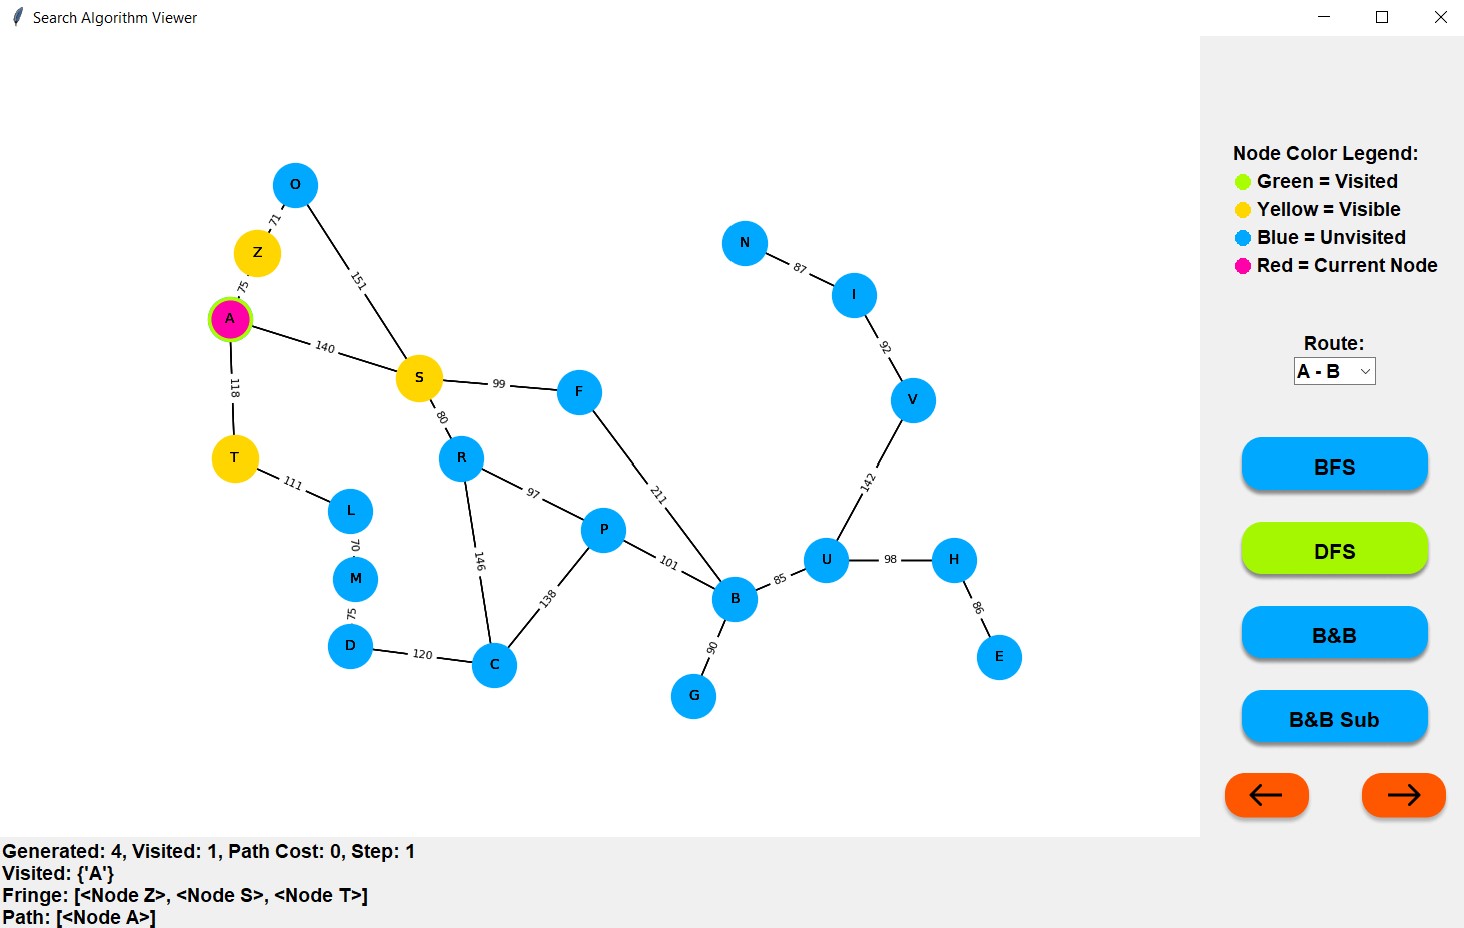 Search Algorithm Viewer
O
71
Z
75
A
151
140
118
S
99
F
80
T
R
111
L
97
P
211
70
M
146
138
101
75
D
120
C
B
85
90
G
N
87
I
92
V
142
U
98
H
86
E
Node Color Legend:
Green = Visited
Yellow = Visible
Blue = Unvisited
Red = Current Node
Route:
A - B
BFS
DFS
B&B
B&B Sub
Generated: 4, Visited: 1, Path Cost: 0, Step: 1
Visited: {'A'}
Fringe: [<Node Z>, <Node S>, <Node T>]
Path: [<Node A>]